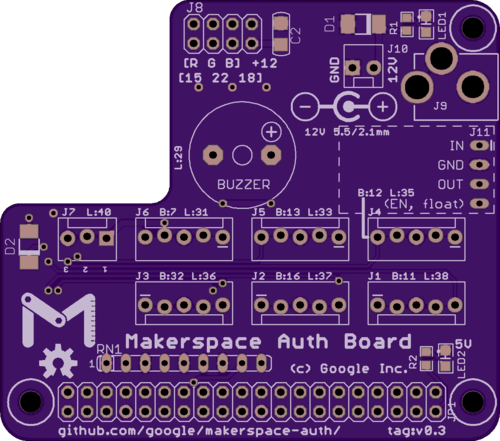 J8
[R G B] +12
[15 22 18]
C2
D1
R1
LED1
J10
GND
12V
J9
12V 5.5/2.1mm
L:29
BUZZER
J11
IN
GND
OUT
(EN, float)
B:12 L:35
J7 L:40
J6 B:7 L:31
J5 B:13 L:33
J4
D2
3 2 1
J3 B:32 L:36
J2 B:16 L:37
J1 B:11 L:38
Makerspace Auth Board
RN1
1
(c) Google Inc.
R2
5V
LED2
JP1
github.com/google/makerspace-auth/
tag:v0.3